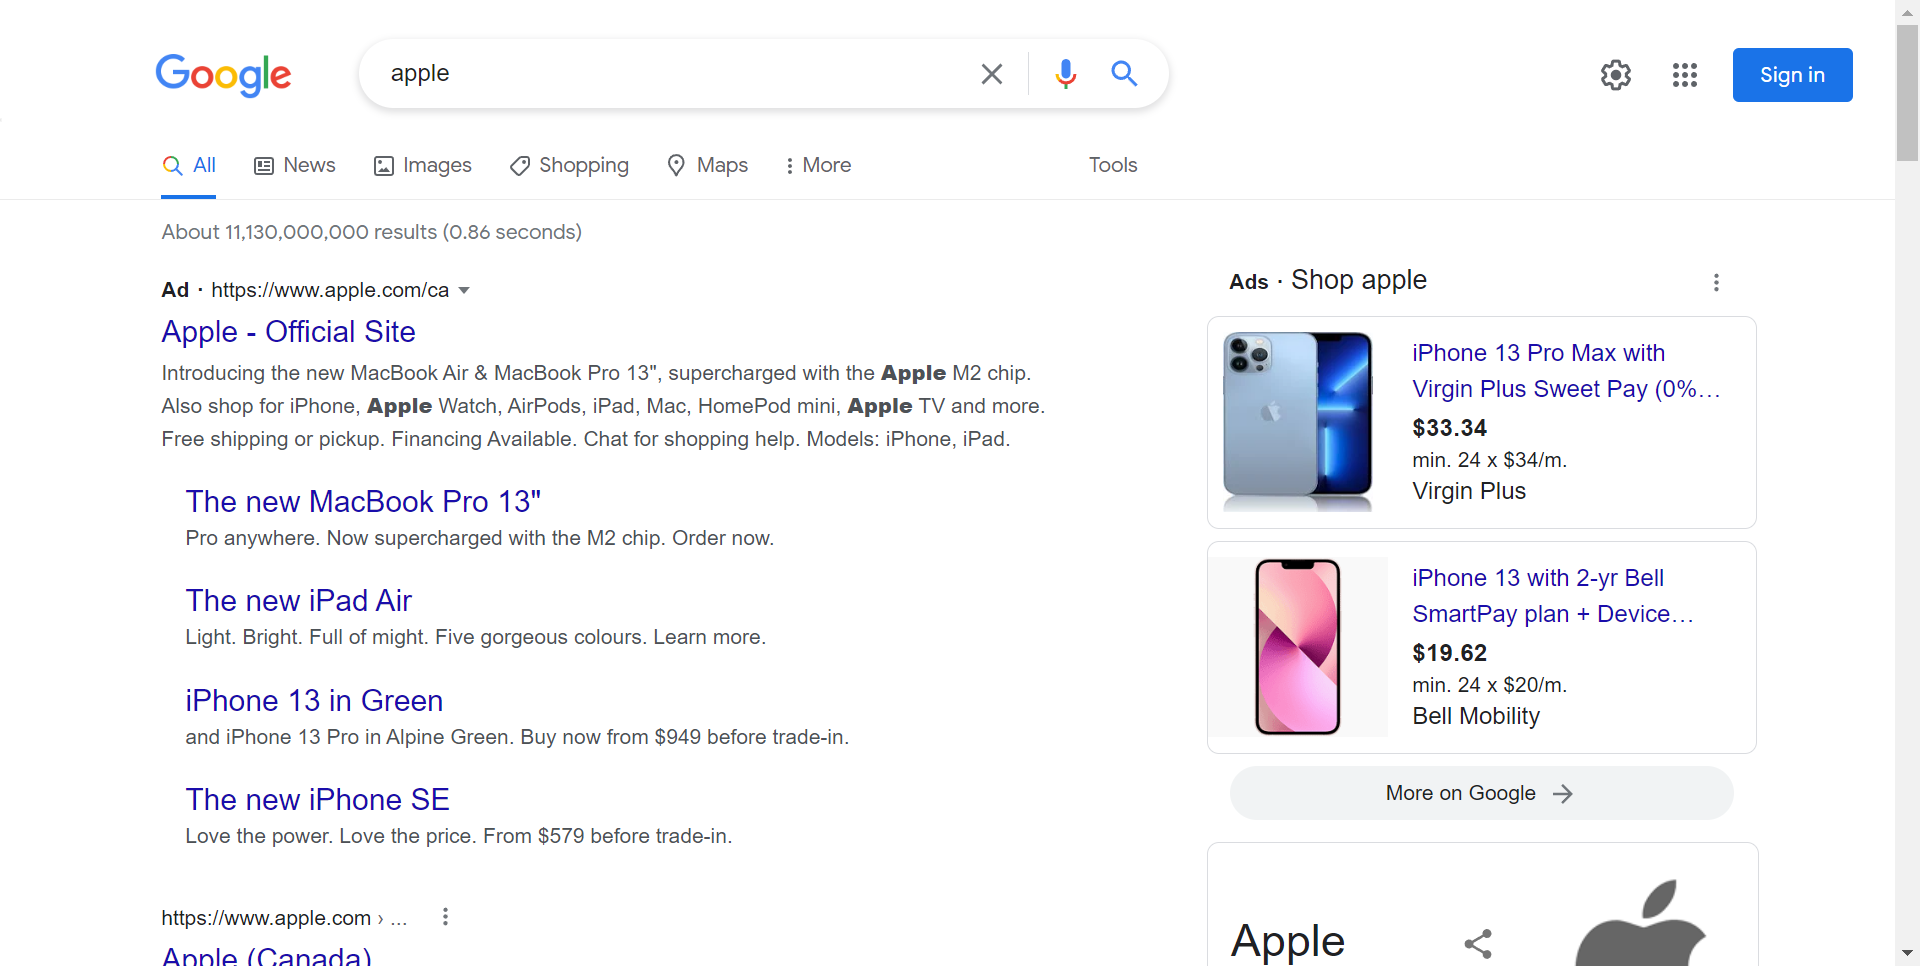 Google
apple
Sign in
All
News
Images
Shopping
Maps
More
Tools
About 11,130,000,000 results (0.86 seconds)
Ad · https://www.apple.com/ca
Apple - Official Site
Introducing the new MacBook Air & MacBook Pro 13", supercharged with the Apple M2 chip.
Also shop for iPhone, Apple Watch, AirPods, iPad, Mac, HomePod mini, Apple TV and more.
Free shipping or pickup. Financing Available. Chat for shopping help. Models: iPhone, iPad.
The new MacBook Pro 13"
Pro anywhere. Now supercharged with the M2 chip. Order now.
The new iPad Air
Light. Bright. Full of might. Five gorgeous colours. Learn more.
iPhone 13 in Green
and iPhone 13 Pro in Alpine Green. Buy now from $949 before trade-in.
The new iPhone SE
Love the power. Love the price. From $579 before trade-in.
https://www.apple.com › ...
Apple (Canada)
Ads · Shop apple
iPhone 13 Pro Max with
Virgin Plus Sweet Pay (0%...
$33.34
min. 24 x $34/m.
Virgin Plus
iPhone 13 with 2-yr Bell
SmartPay plan + Device...
$19.62
min. 24 x $20/m.
Bell Mobility
More on Google
Apple